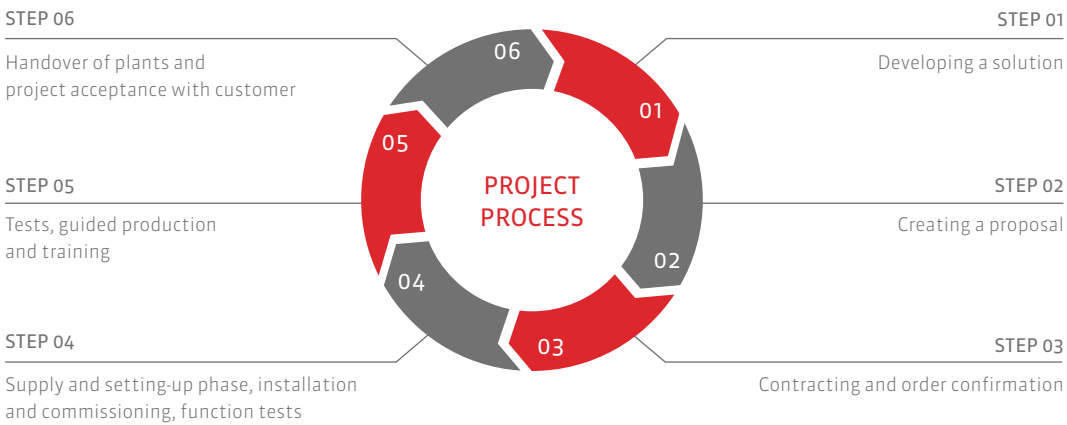 STEP 06
Handover of plants and
project acceptance with customer
STEP 05
Tests, guided production
and training
STEP 04
Supply and setting-up phase, installation
and commissioning, function tests
06
01
05
PROJECT
PROCESS
02
04
03
STEP 01
Developing a solution
STEP 02
Creating a proposal
STEP 03
Contracting and order confirmation